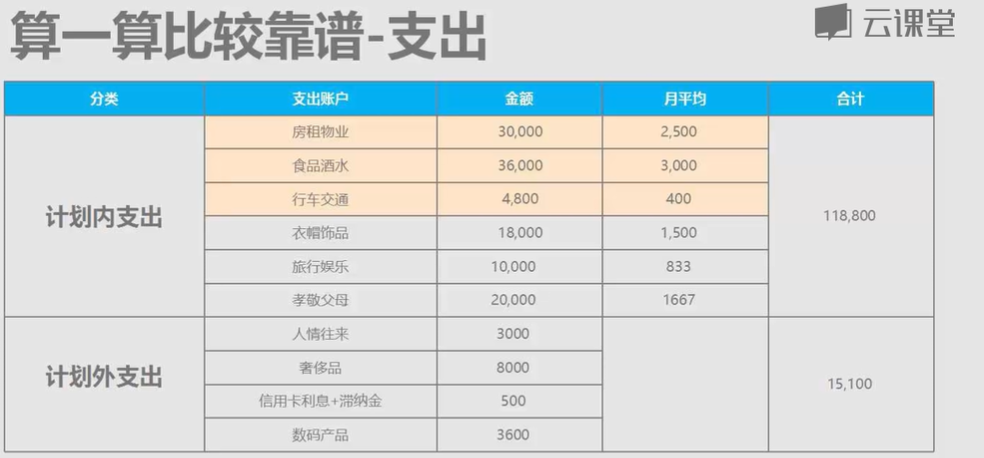 算一算比较靠谱-支出
云课堂
分类 支出账户 金额 月平均 合计
计划内支出 房租物业 30,000 2,500 118,800
食品酒水 36,000 3,000
行车交通 4,800 400
衣帽饰品 18,000 1,500
旅行娱乐 10,000 833
孝敬父母 20,000 1667
计划外支出 人情往来 3000 15,100
奢侈品 8000
信用卡利息+滞纳金 500
数码产品 3600